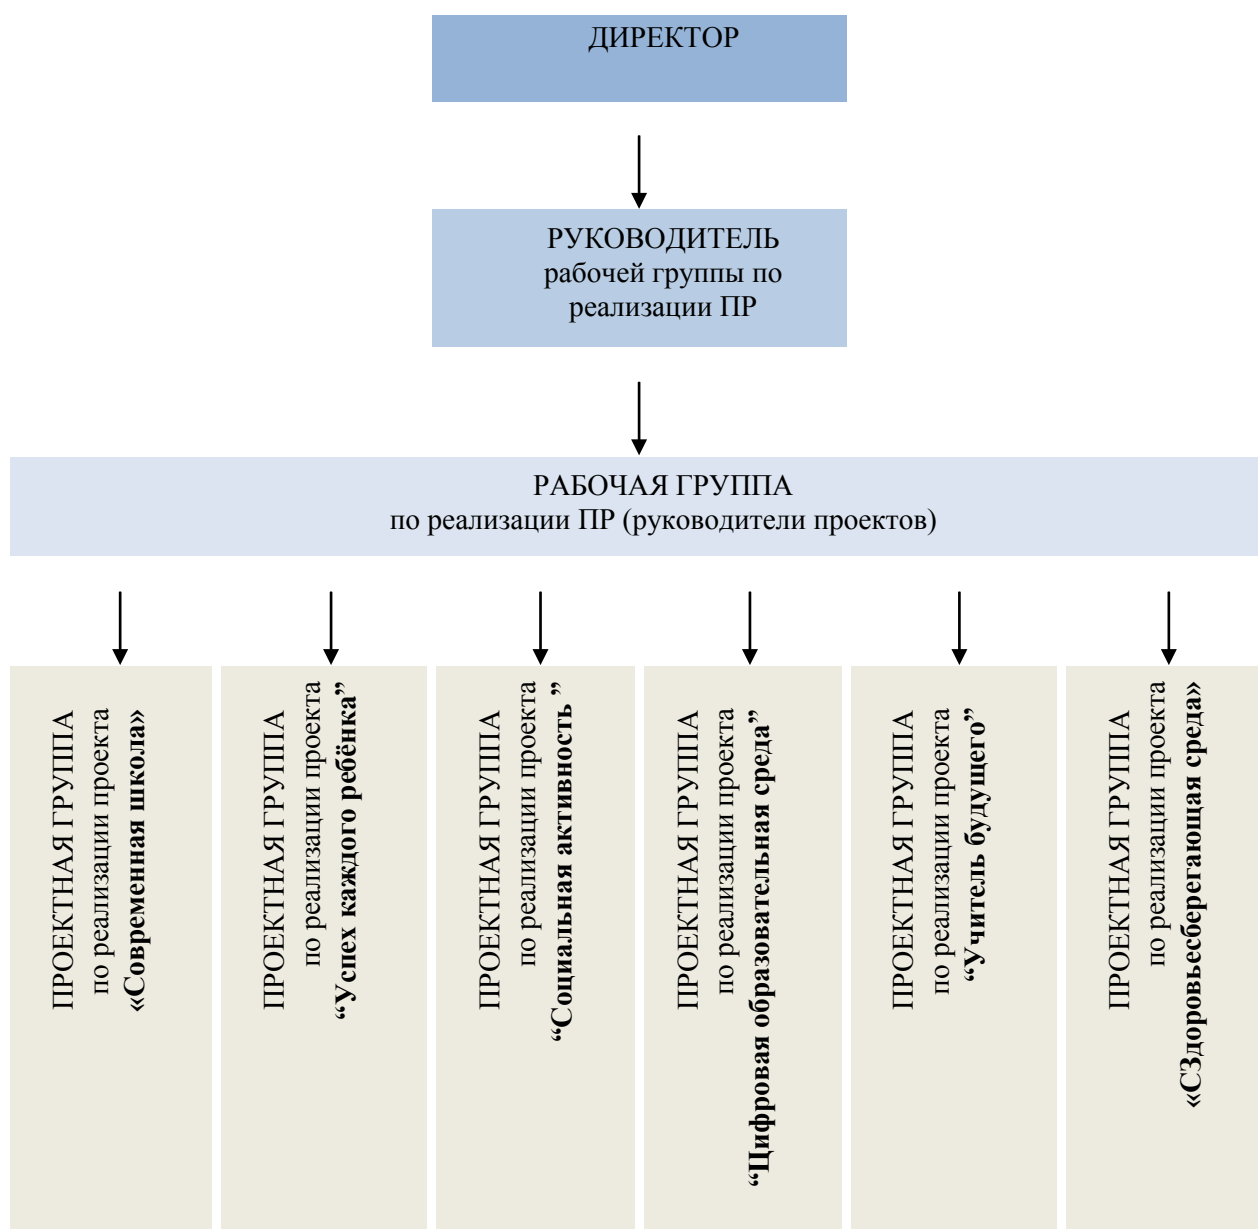 ДИРЕКТОР
РУКОВОДИТЕЛЬ
рабочей группы по
реализации ПР
РАБОЧАЯ ГРУППА
по реализации ПР (руководители проектов)
ПРОЕКТНАЯ ГРУППА
по реализации проекта
«Современная школа»
ПРОЕКТНАЯ ГРУППА
по реализации проекта
“Успех каждого ребёнка”
ПРОЕКТНАЯ ГРУППА
по реализации проекта
“Социальная активность ”
ПРОЕКТНАЯ ГРУППА
по реализации проекта
“Цифровая образовательная среда”
ПРОЕКТНАЯ ГРУППА
по реализации проекта
“Учитель будущего”
ПРОЕКТНАЯ ГРУППА
по реализации проекта
«СЗдоровьесберегающая среда»